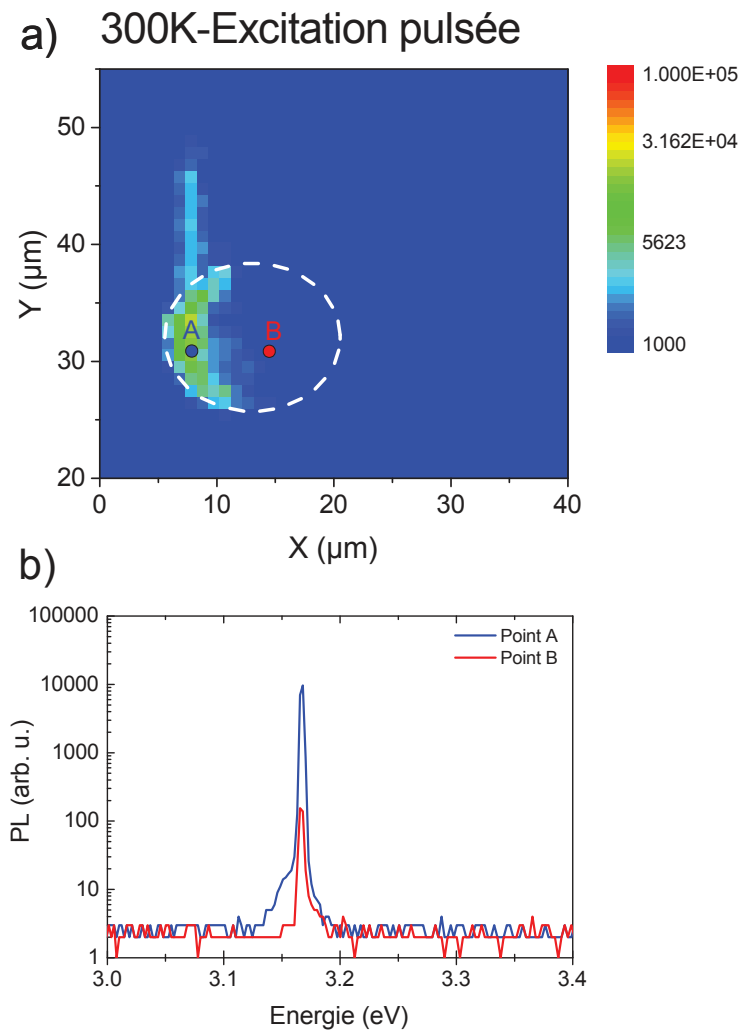 a) 300K-Excitation pulsée
50
40
30
20
Y (µm)
A
B
0
10
20
30
40
X (µm)
1.000E+05
3.162E+04
5623
1000
b)
100000
10000
1000
100
10
1
PL (arb. u.)
Point A
Point B
3.0
3.1
3.2
3.3
3.4
Energie (eV)